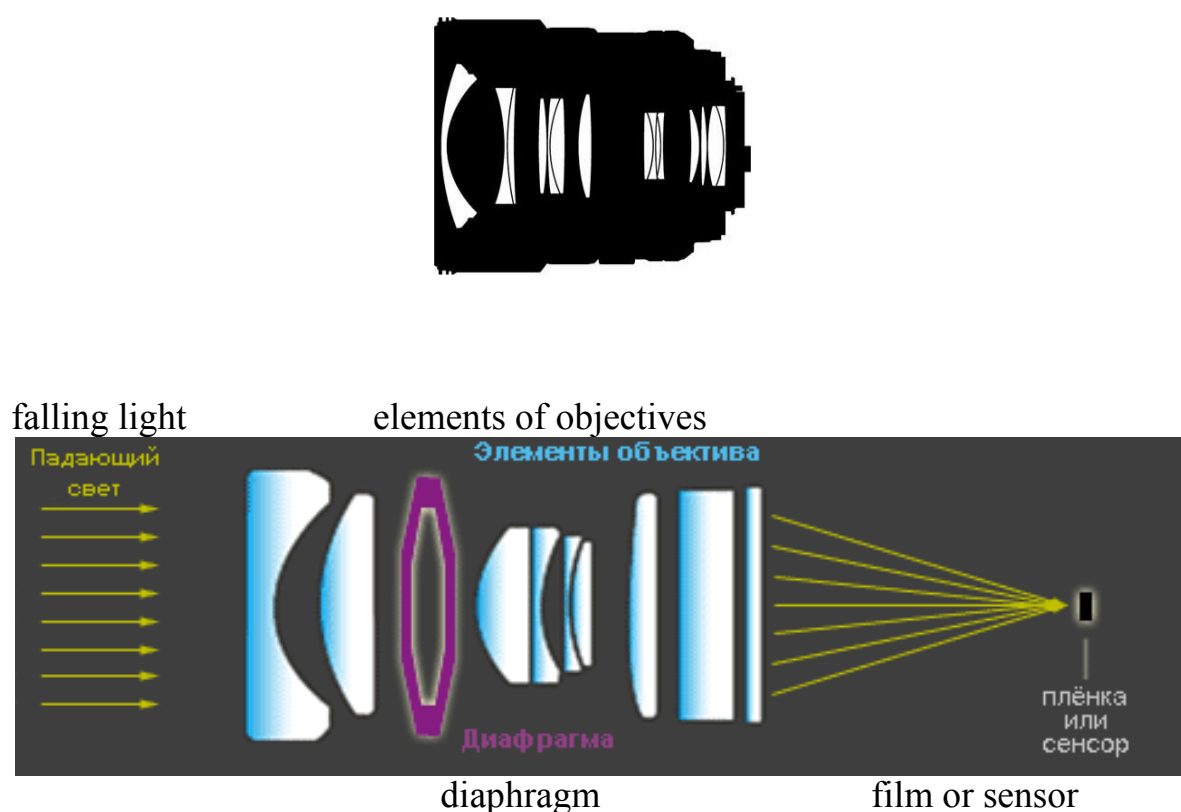 falling light elements of objectives
Элементы объектива
Падающий
свет
Диафрагма
плёнка
или
сенсор
diaphragm film or sensor